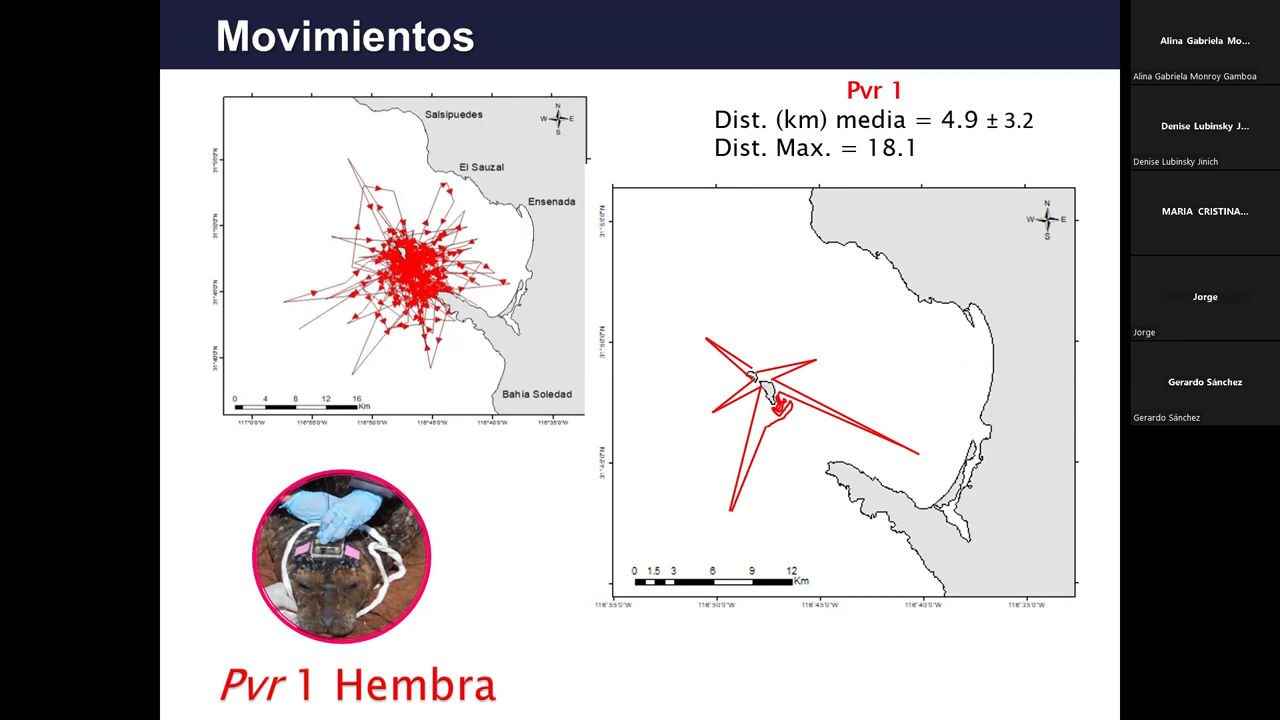 Movimientos
Pvr 1
Dist. (km) media = 4.9 ± 3.2
Dist. Max. = 18.1
Salsipuedes
El Sauzal
Ensenada
Bahía Soledad
N
W E
S
0 4 8 12 16
Km
117°0'0"W 116°55'0"W 116°50'0"W 116°45'0"W 116°40'0"W 116°35'0"W
N
W E
S
0 1.5 3 6 9 12
Km
116°55'0"W 116°50'0"W 116°45'0"W 116°40'0"W 116°35'0"W
Pvr 1 Hembra
Alina Gabriela Mo...
Alina Gabriela Monroy Gamboa
Denise Lubinsky J...
Denise Lubinsky Jinich
MARIA CRISTINA...
Jorge
Jorge
Gerardo Sánchez
Gerardo Sánchez